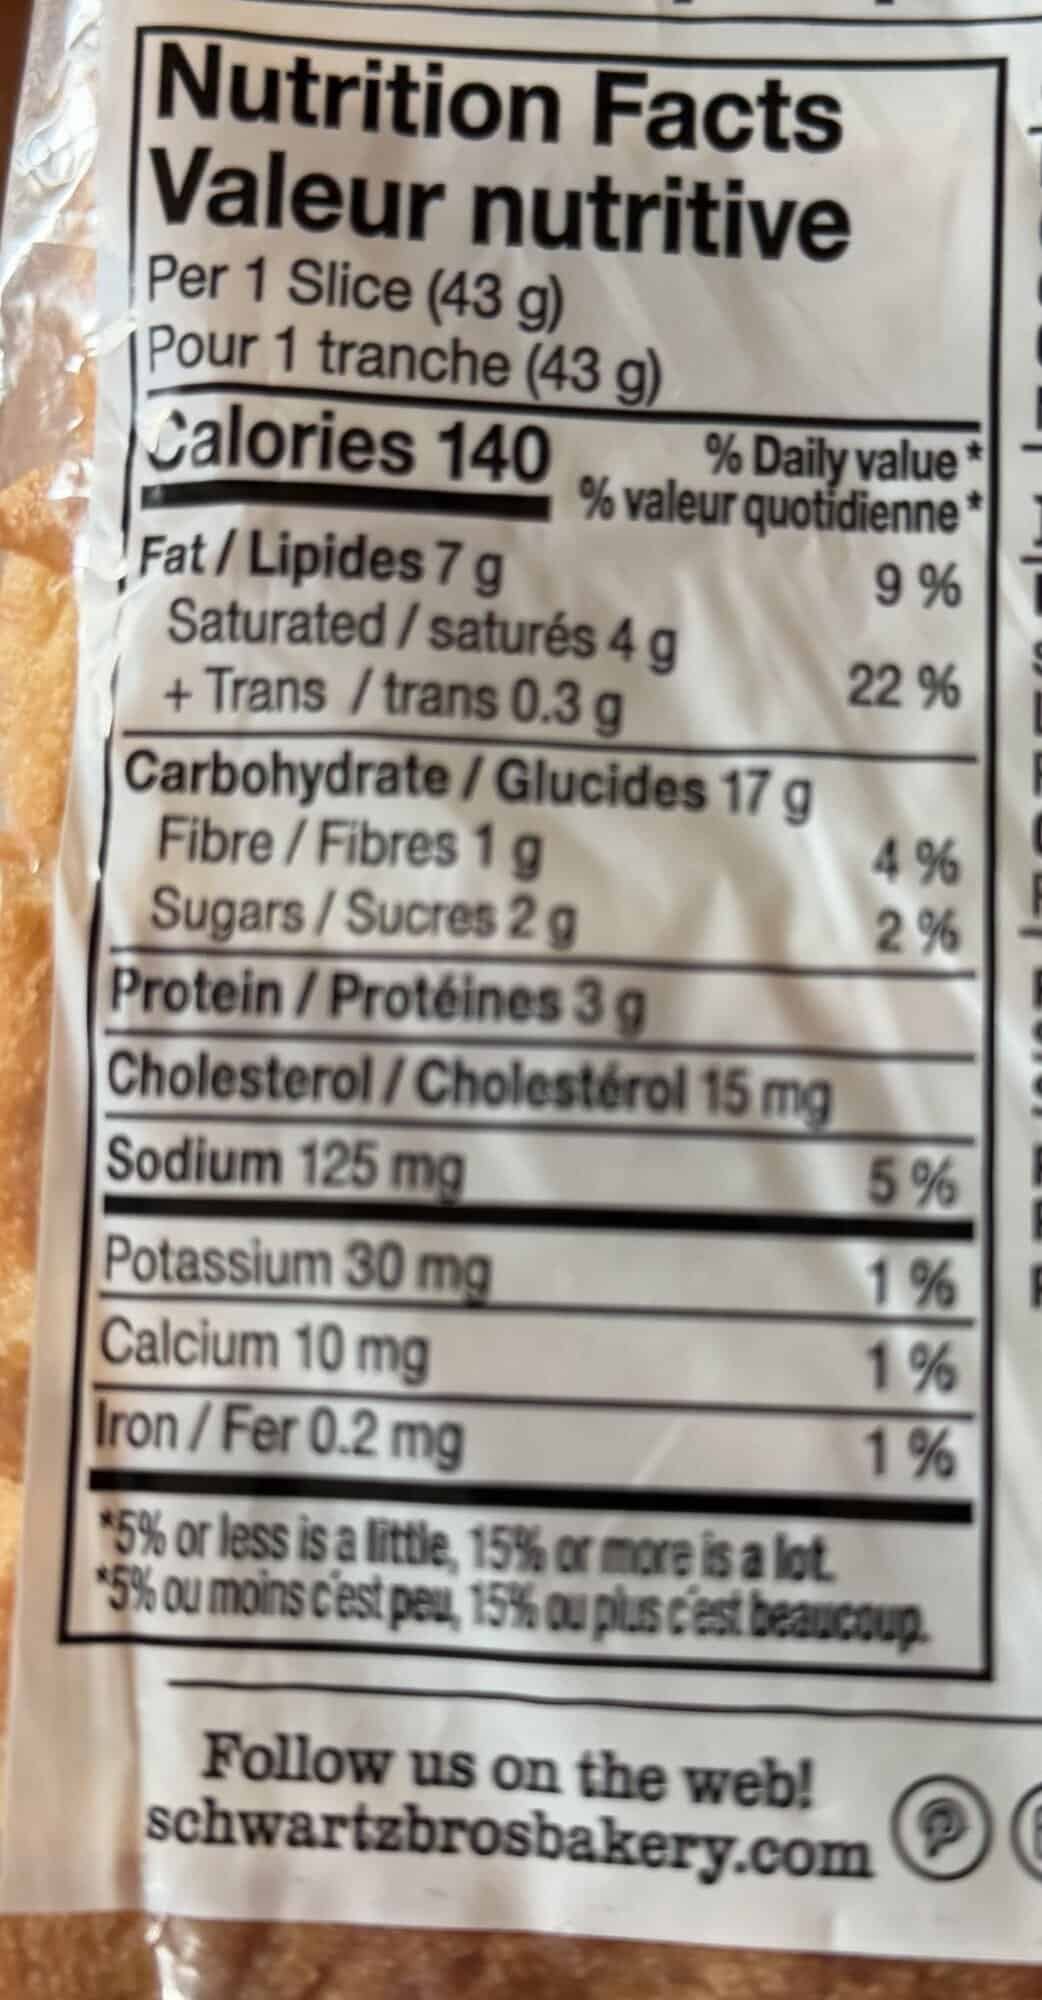 Nutrition Facts
Valeur nutritive
Per 1 Slice (43 g)
Pour 1 tranche (43 g)
Calories 140
% Daily value *
% valeur quotidienne *
Fat / Lipides 7 g 9 %
Saturated / saturés 4 g
+ Trans / trans 0.3 g 22 %
Carbohydrate / Glucides 17 g
Fibre / Fibres 1 g 4 %
Sugars / Sucres 2 g 2 %
Protein / Protéines 3 g
Cholesterol / Cholestérol 15 mg
Sodium 125 mg 5 %
Potassium 30 mg 1 %
Calcium 10 mg 1 %
Iron / Fer 0.2 mg 1 %
*5% or less is a little, 15% or more is a lot.
*5% ou moins c'est peu, 15% ou plus c'est beaucoup.
Follow us on the web!
schwartzbrosbakery.com